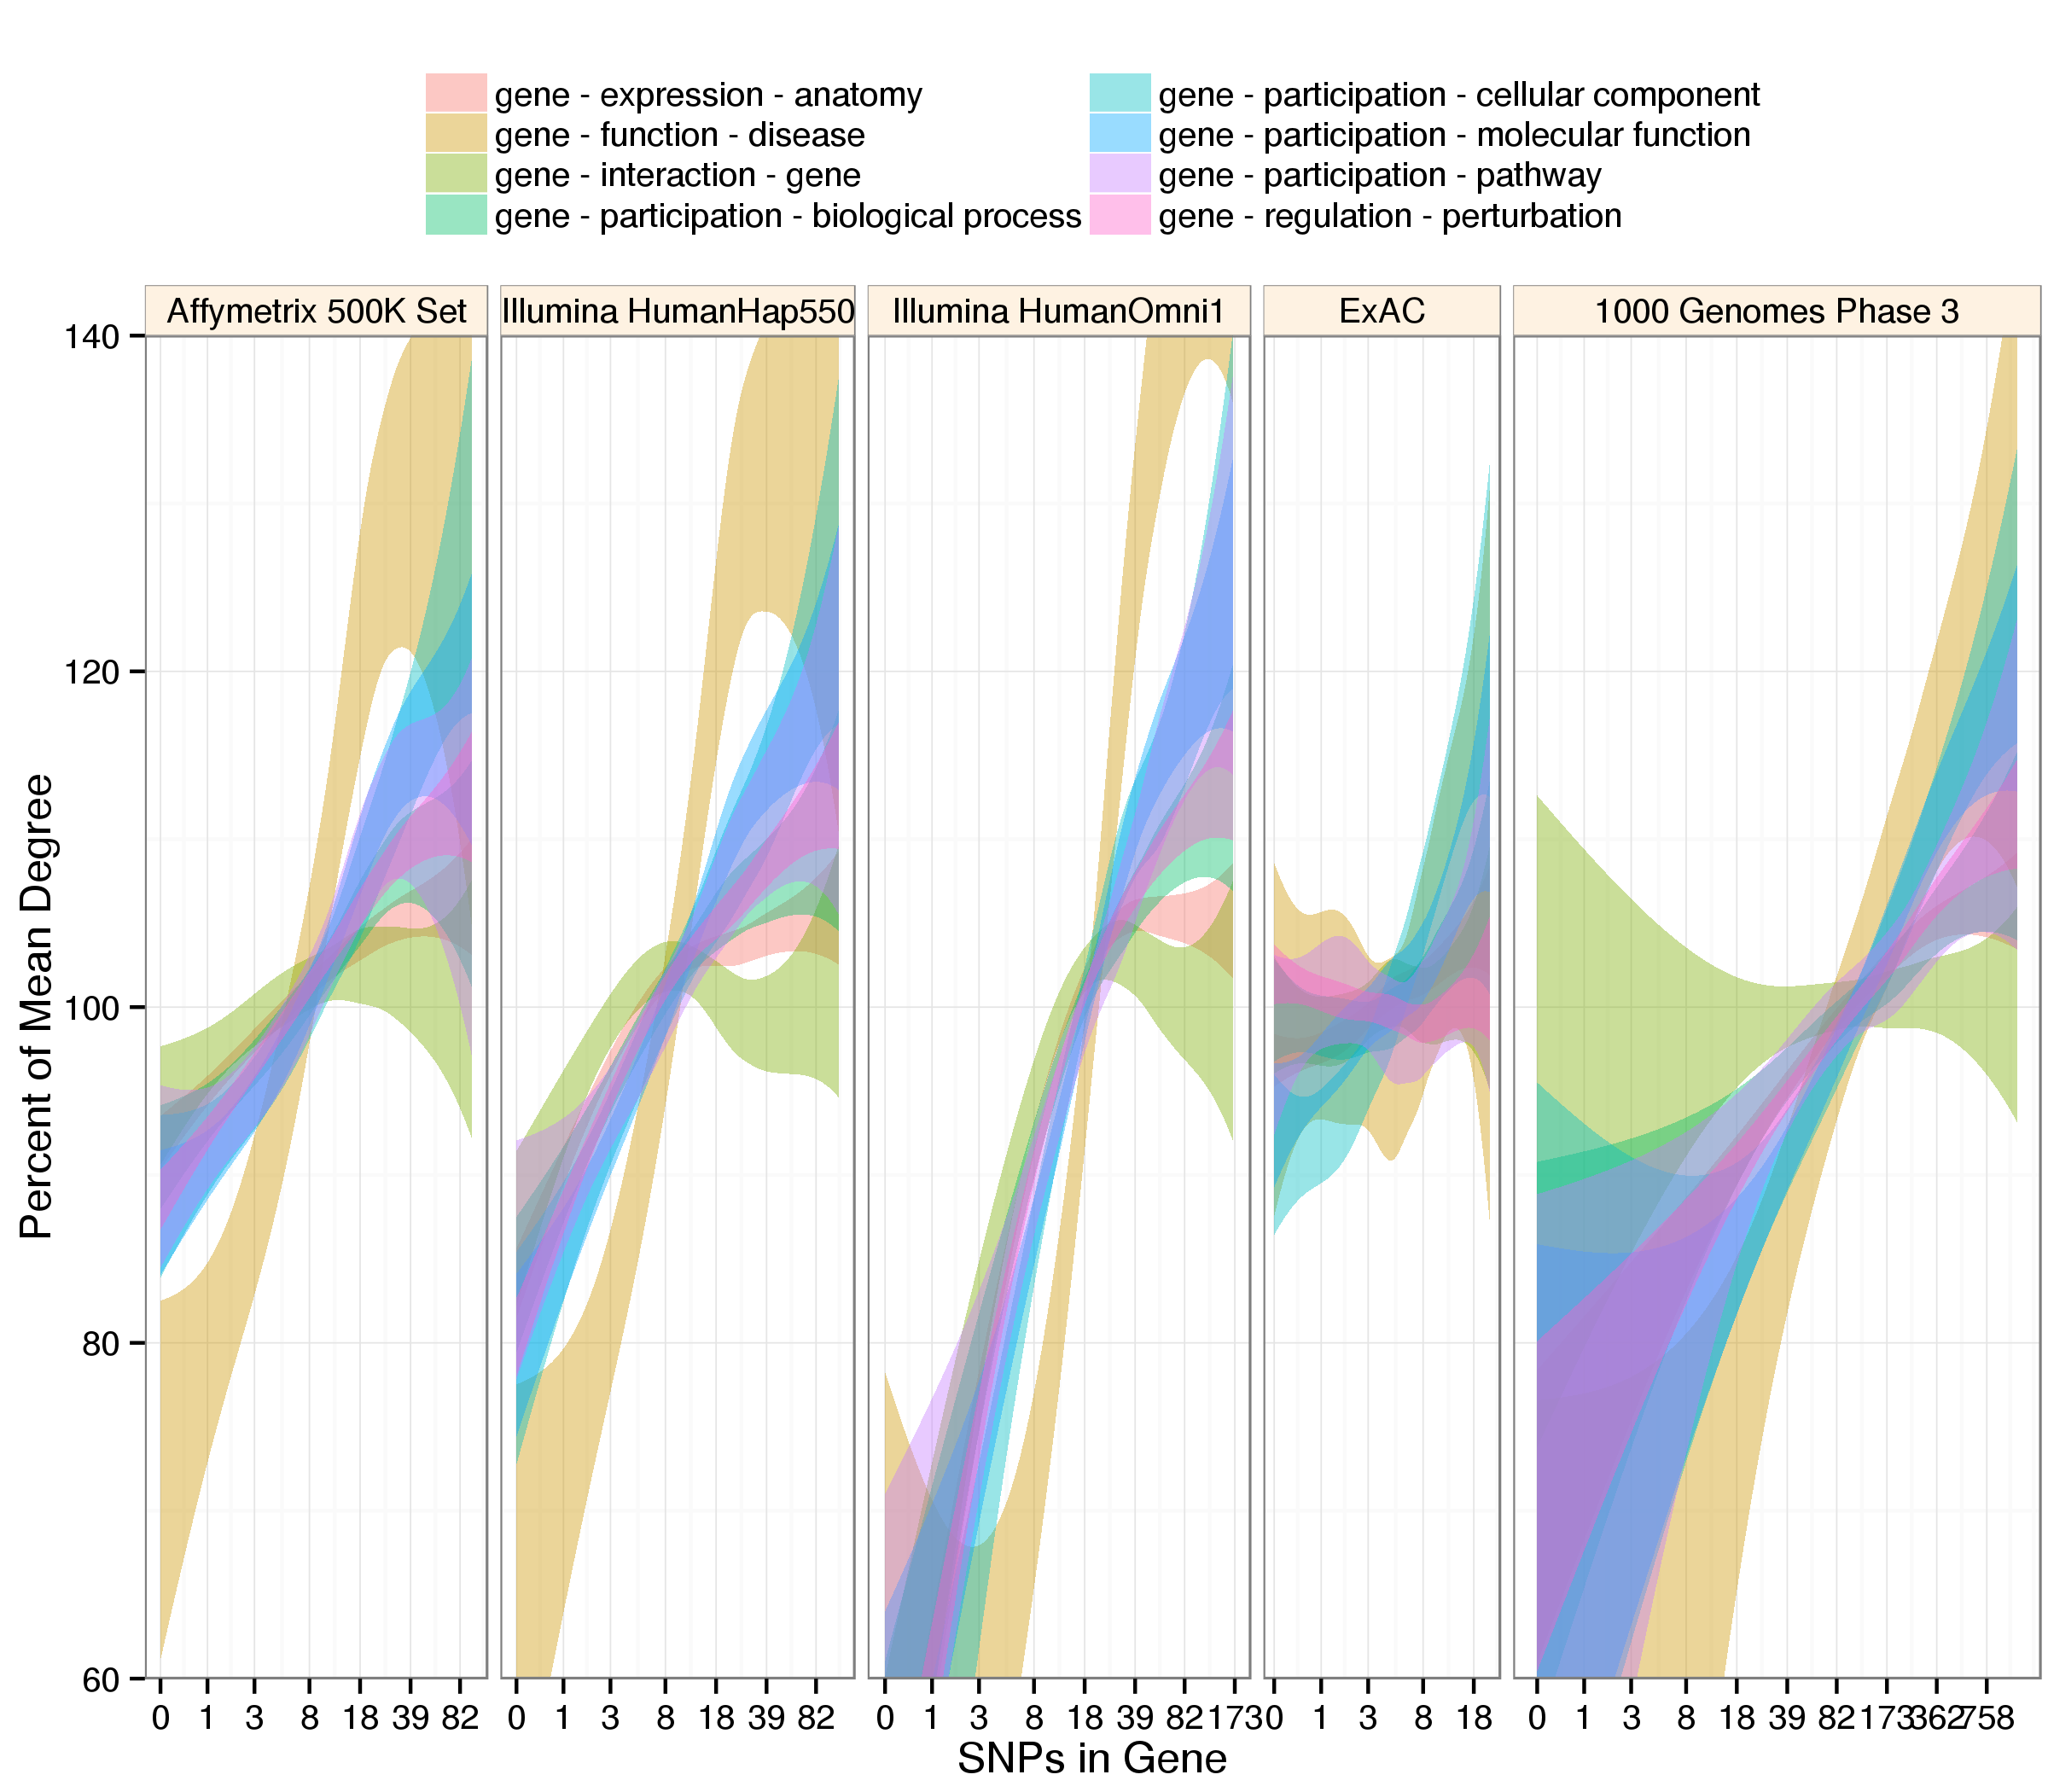 gene - expression - anatomy
gene - function - disease
gene - interaction - gene
gene - participation - biological process
gene - participation - cellular component
gene - participation - molecular function
gene - participation - pathway
gene - regulation - perturbation
Affymetrix 500K Set
Illumina HumanHap550
Illumina HumanOmni1
ExAC
1000 Genomes Phase 3
Percent of Mean Degree
140
120
100
80
60
0 1 3 8 18 39 82
0 1 3 8 18 39 82
0 1 3 8 18 39 82 173
0 1 3 8 18
0 1 3 8 18 39 82 173 362 758
SNPs in Gene